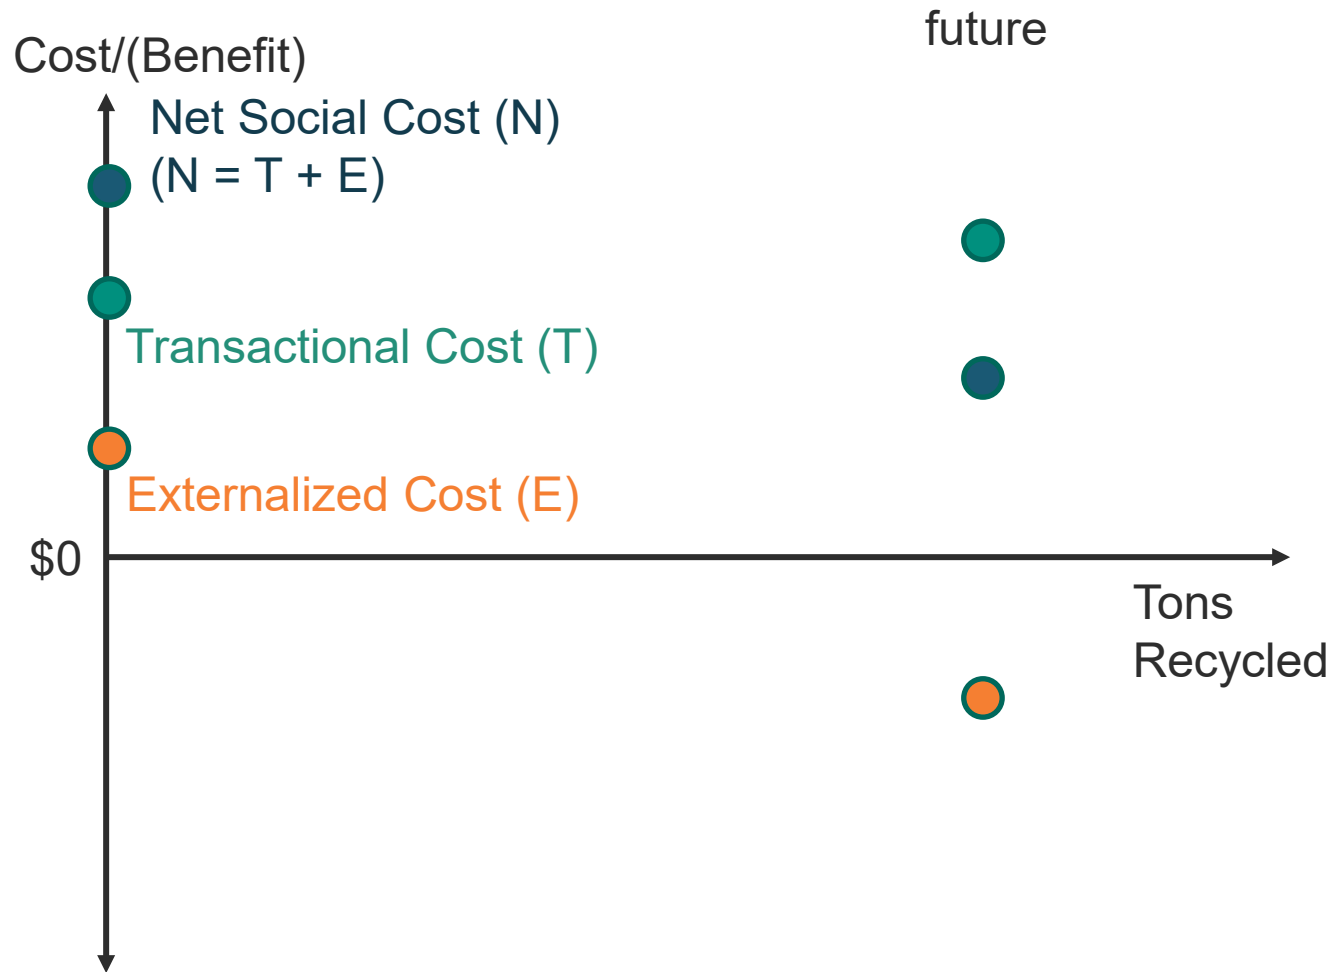 future
Cost/(Benefit)
Net Social Cost (N)
(N = T + E)
Transactional Cost (T)
Externalized Cost (E)
$0
Tons
Recycled